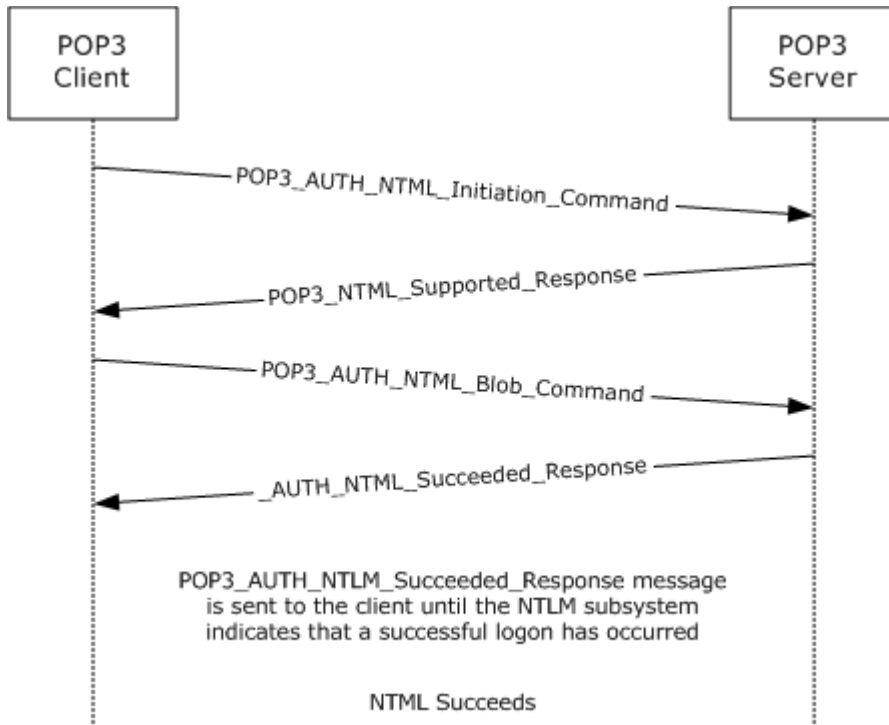 POP3
Client
POP3
Server
POP3_AUTH_NTML_Initiation_Command
POP3_NTML_Supported_Response
POP3_AUTH_NTML_Blob_Command
_AUTH_NTML_Succeeded_Response
POP3_AUTH_NTLM_Succeeded_Response message
is sent to the client until the NTLM subsystem
indicates that a successful logon has occurred
NTML Succeeds